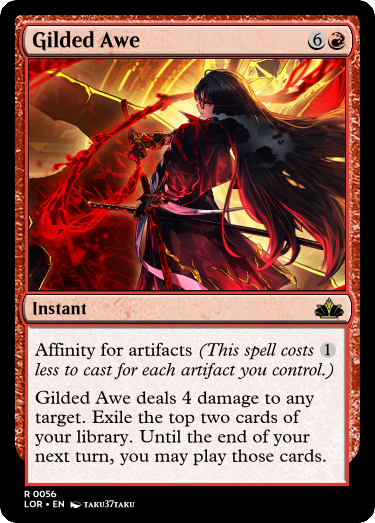 Gilded Awe 6
Instant
Affinity for artifacts (This spell costs 1
less to cast for each artifact you control.)
Gilded Awe deals 4 damage to any
target. Exile the top two cards of
your library. Until the end of your
next turn, you may play those cards.
R 0056
LOR • EN TAKU37TAKU